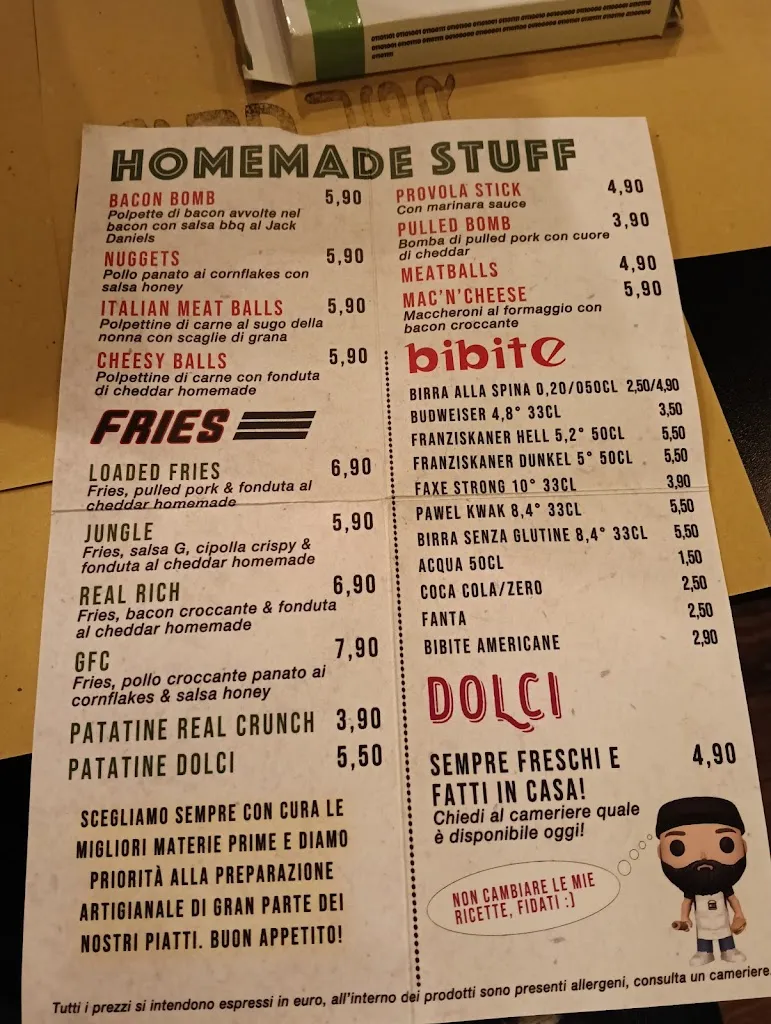 HOMEMADE STUFF
BACON BOMB 5,90
Polpette di bacon avvolte nel
bacon con salsa bbq al Jack
Daniels
NUGGETS 5,90
Pollo panato ai cornflakes con
salsa honey
ITALIAN MEAT BALLS 5,90
Polpettine di carne al sugo della
nonna con scaglie di grana
CHEESY BALLS 5,90
Polpettine di carne con fonduta
di cheddar homemade
FRIES
LOADED FRIES 6,90
Fries, pulled pork & fonduta al
cheddar homemade
JUNGLE 5,90
Fries, salsa G, cipolla crispy &
fonduta al cheddar homemade
REAL RICH 6,90
Fries, bacon croccante & fonduta
al cheddar homemade
GFC 7,90
Fries, pollo croccante panato ai
cornflakes & salsa honey
PATATINE REAL CRUNCH 3,90
PATATINE DOLCI 5,50
SCEGLIAMO SEMPRE CON CURA LE
MIGLIORI MATERIE PRIME E DIAMO
PRIORITÀ ALLA PREPARAZIONE
ARTIGIANALE DI GRAN PARTE DEI
NOSTRI PIATTI. BUON APPETITO!
PROVOLA STICK 4,90
Con marinara sauce
PULLED BOMB 3,90
Bomba di pulled pork con cuore
di cheddar
MEATBALLS 4,90
MAC'N'CHEESE 5,90
Maccheroni al formaggio con
bacon croccante
bibite
BIRRA ALLA SPINA 0,20/050CL 2,50/4,90
BUDWEISER 4,8° 33CL 3,50
FRANZISKANER HELL 5,2° 50CL 5,50
FRANZISKANER DUNKEL 5° 50CL 5,50
FAXE STRONG 10° 33CL 3,90
PAWEL KWAK 8,4° 33CL 5,50
BIRRA SENZA GLUTINE 8,4° 33CL 5,50
ACQUA 50CL 1,50
COCA COLA/ZERO 2,50
FANTA 2,50
BIBITE AMERICANE 2,90
DOLCI
SEMPRE FRESCHI E 4,90
FATTI IN CASA!
Chiedi al cameriere quale
è disponibile oggi!
NON CAMBIARE LE MIE
RICETTE, FIDATI :)
Tutti i prezzi si intendono espressi in euro, all'interno dei prodotti sono presenti allergeni, consulta un cameriere